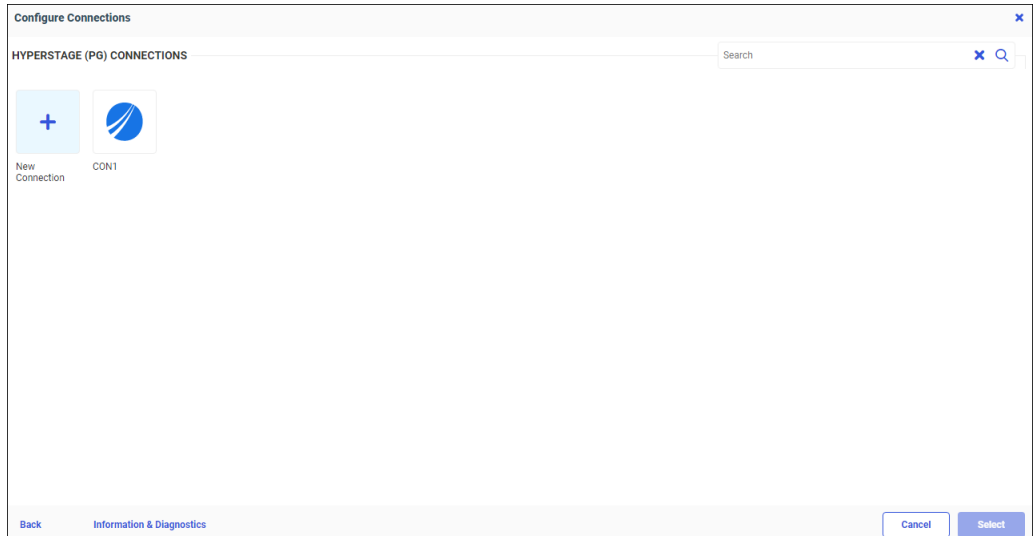 Configure Connections
HYPERSTAGE (PG) CONNECTIONS
Search
New
Connection
CON1
Back
Information & Diagnostics
Cancel
Select